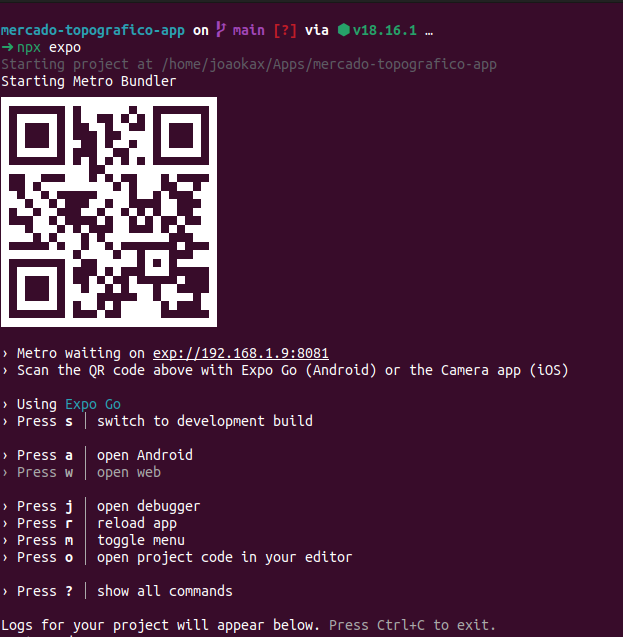 mercado-topografico-app on main [?] via v18.16.1 …
➜ npx expo
Starting project at /home/joaokax/Apps/mercado-topografico-app
Starting Metro Bundler
› Metro waiting on exp://192.168.1.9:8081
› Scan the QR code above with Expo Go (Android) or the Camera app (iOS)
› Using Expo Go
› Press s │ switch to development build
› Press a │ open Android
› Press w │ open web
› Press j │ open debugger
› Press r │ reload app
› Press m │ toggle menu
› Press o │ open project code in your editor
› Press ? │ show all commands
Logs for your project will appear below. Press Ctrl+C to exit.